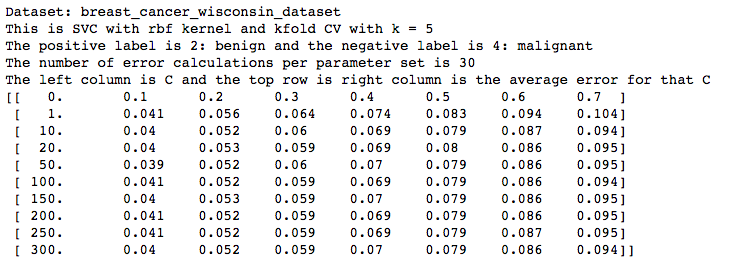 Dataset: breast_cancer_wisconsin_dataset
This is SVC with rbf kernel and kfold CV with k = 5
The positive label is 2: benign and the negative label is 4: malignant
The number of error calculations per parameter set is 30
The left column is C and the top row is right column is the average error for that C
[[ 0. 0.1 0.2 0.3 0.4 0.5 0.6 0.7 ]
[ 1. 0.041 0.056 0.064 0.074 0.083 0.094 0.104]
[ 10. 0.04 0.052 0.06 0.069 0.079 0.087 0.094]
[ 20. 0.04 0.053 0.059 0.069 0.08 0.086 0.095]
[ 50. 0.039 0.052 0.06 0.07 0.079 0.086 0.095]
[ 100. 0.041 0.052 0.059 0.069 0.079 0.086 0.094]
[ 150. 0.04 0.053 0.059 0.07 0.079 0.086 0.095]
[ 200. 0.041 0.052 0.059 0.069 0.079 0.086 0.095]
[ 250. 0.041 0.052 0.059 0.069 0.079 0.087 0.095]
[ 300. 0.04 0.052 0.059 0.07 0.079 0.086 0.094]]